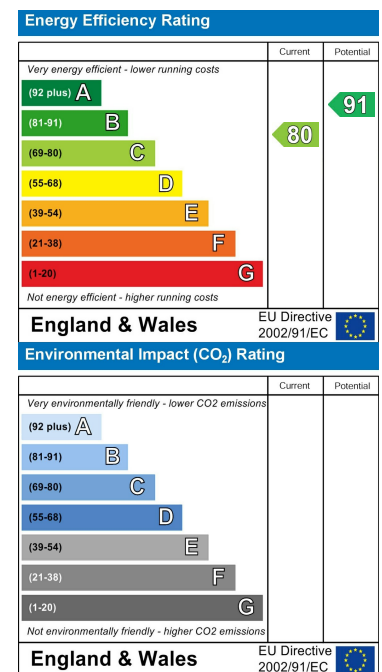 Energy Efficiency Rating
Current Potential
Very energy efficient - lower running costs
(92 plus) A
91
(81-91) B
80
(69-80) C
(55-68) D
(39-54) E
(21-38) F
(1-20) G
Not energy efficient - higher running costs
England & Wales
EU Directive
2002/91/EC
Environmental Impact (CO₂) Rating
Current Potential
Very environmentally friendly - lower CO2 emissions
(92 plus) A
(81-91) B
(69-80) C
(55-68) D
(39-54) E
(21-38) F
(1-20) G
Not environmentally friendly - higher CO2 emissions
England & Wales
EU Directive
2002/91/EC